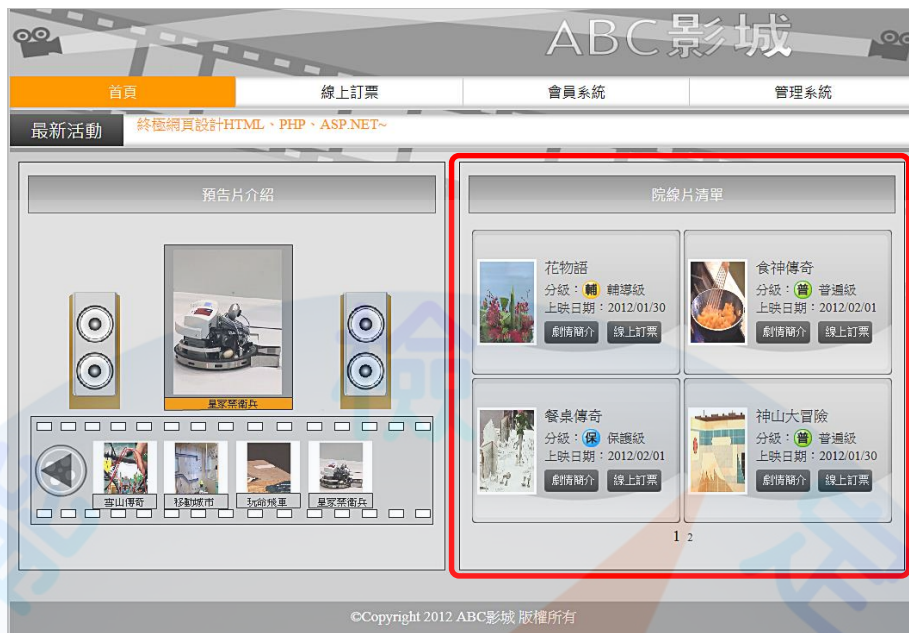 ABC影城
首頁
線上訂票
會員系統
管理系統
最新活動
終極網頁設計HTML、PHP、ASP.NET~
預告片介紹
皇家禁衛兵
雪山傳奇
移動城市
玩命飛車
皇家禁衛兵
院線片清單
花物語
分級：輔 輔導級
上映日期：2012/01/30
劇情簡介 線上訂票
食神傳奇
分級：普 普遍級
上映日期：2012/02/01
劇情簡介 線上訂票
餐桌傳奇
分級：保 保護級
上映日期：2012/02/01
劇情簡介 線上訂票
神山大冒險
分級：普 普遍級
上映日期：2012/01/30
劇情簡介 線上訂票
1 2
©Copyright 2012 ABC影城 版權所有